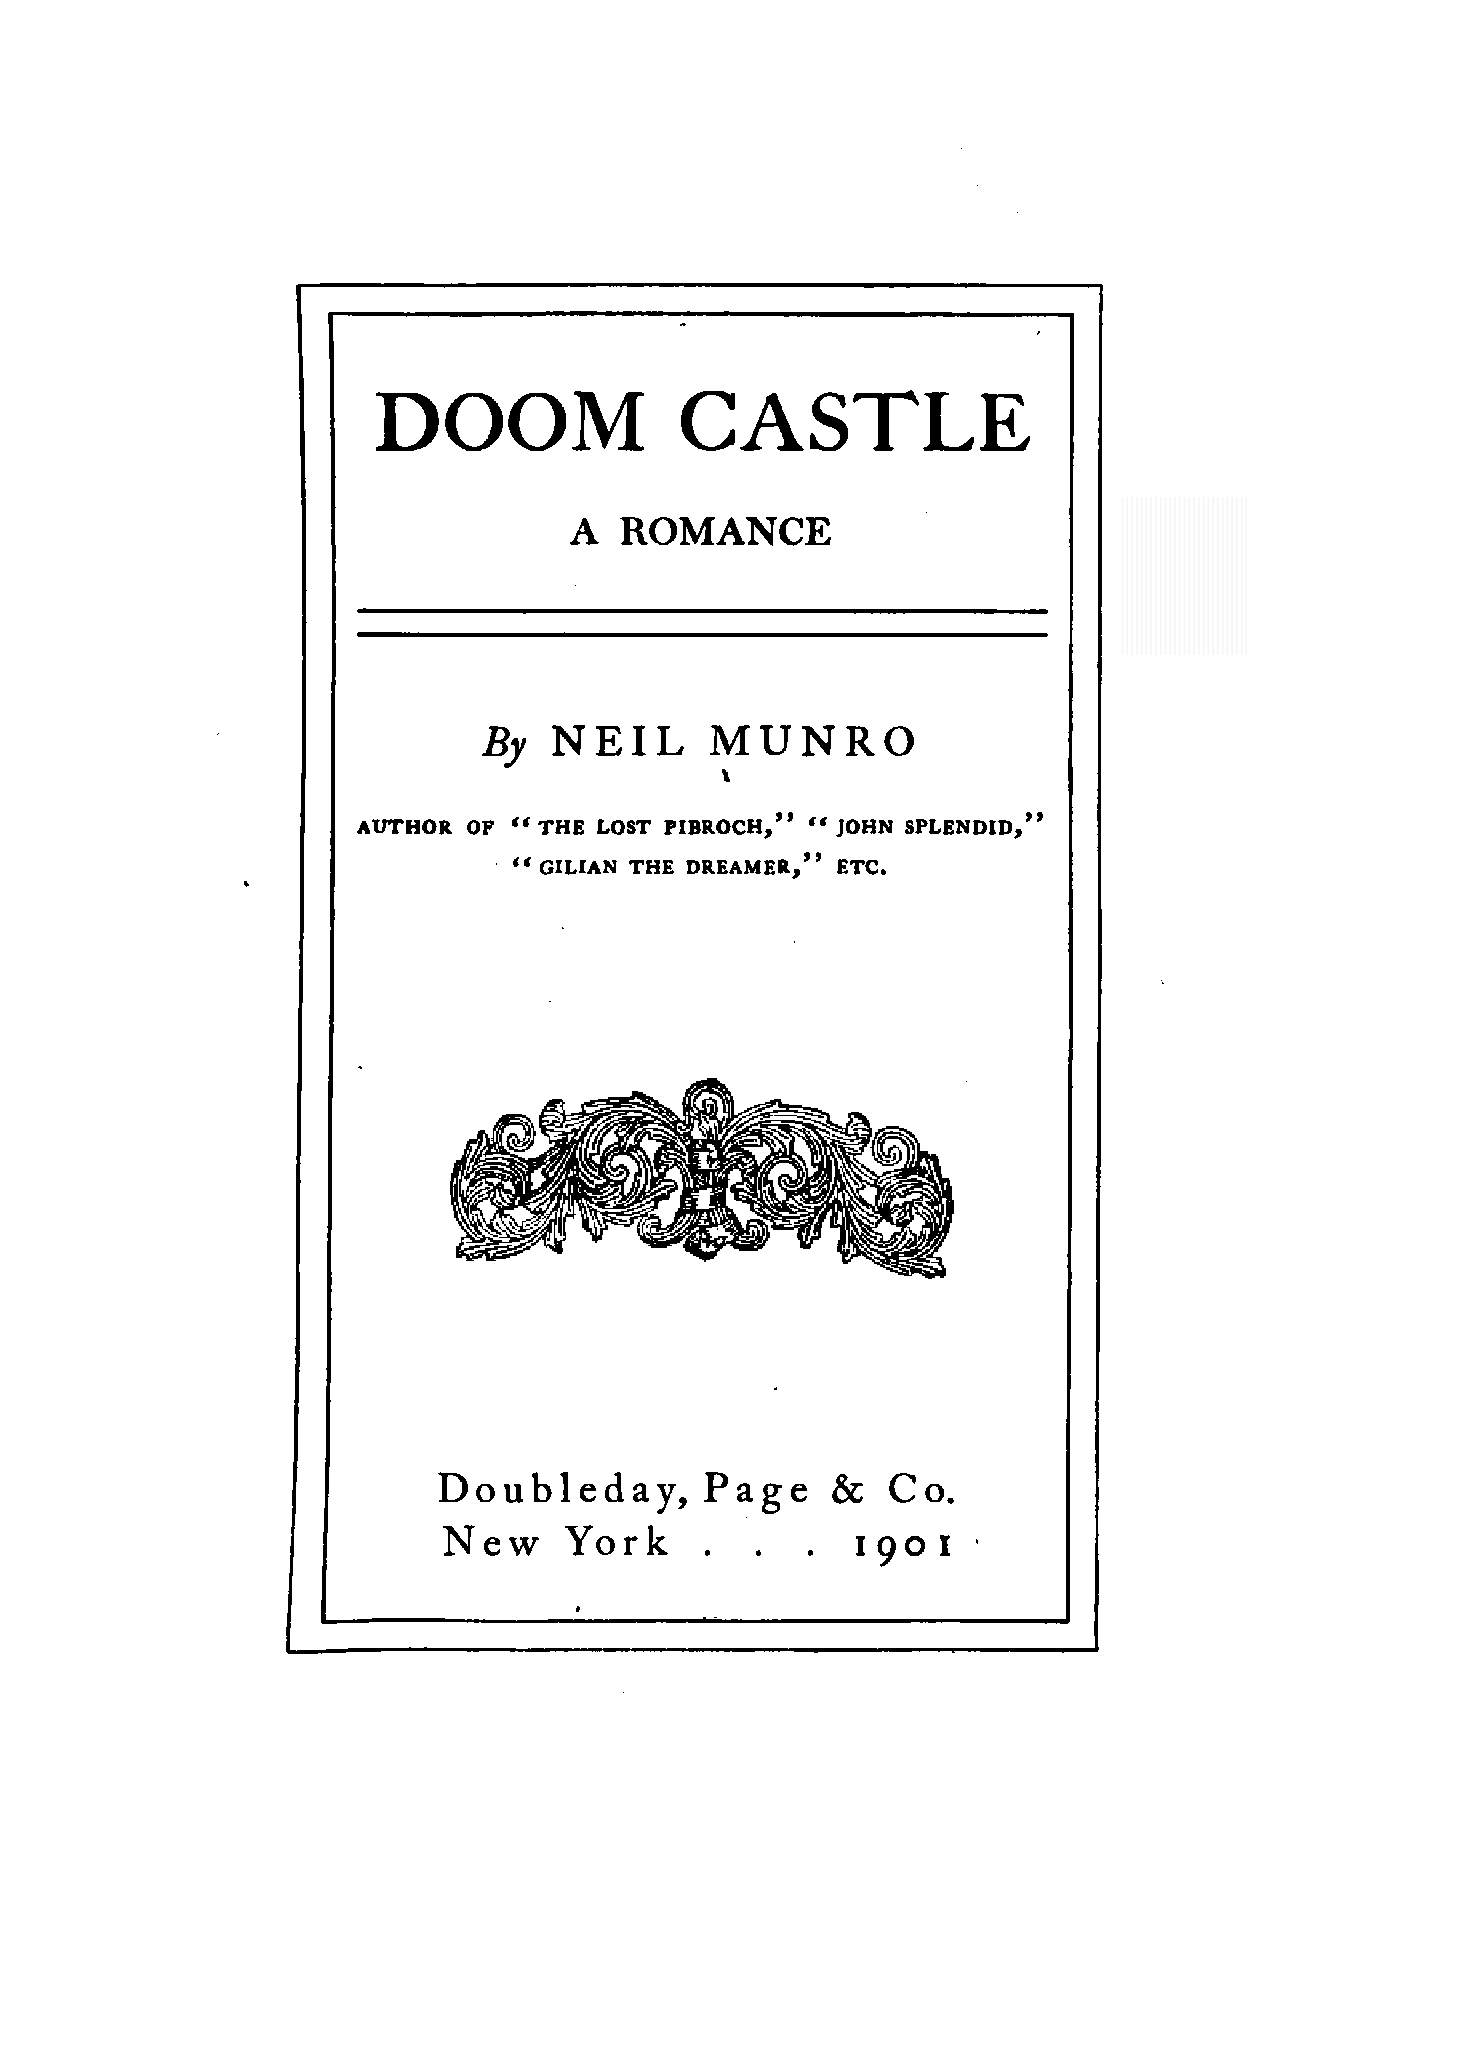 DOOM CASTLE
A ROMANCE
By NEIL MUNRO
AUTHOR OF “THE LOST PIBROCH,” “JOHN SPLENDID,”
“GILIAN THE DREAMER,” ETC.
Doubleday, Page & Co.
New York . . . 1901